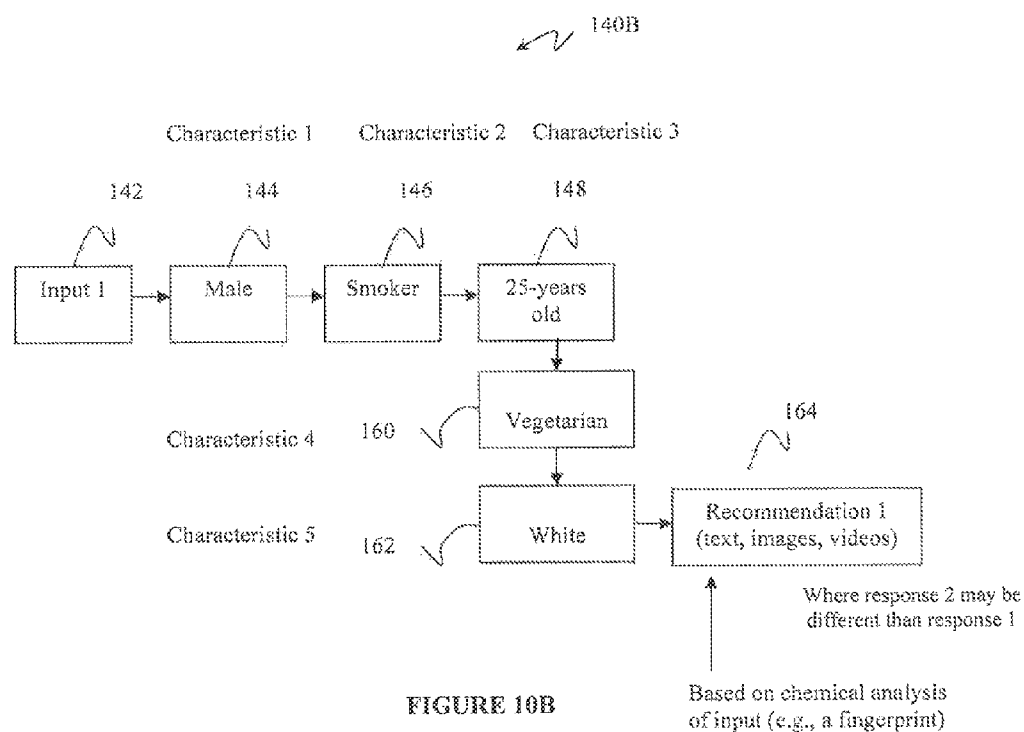 140B
Characteristic 1 Characteristic 2 Characteristic 3
142 144 146 148
Input 1 Male Smoker 25-years
old
Vegetarian
164
Characteristic 4 160
Recommendation 1
(text, images, videos)
White
Characteristic 5 162
Where response 2 may be
different than response 1
FIGURE 10B
Based on chemical analysis
of input (e.g., a fingerprint)